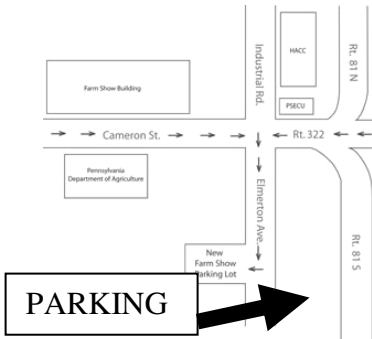 Industrial Rd.
HACC
Rt. 81 N
Farm Show Building
PSECU
Cameron St.
Rt. 322
Pennsylvania
Department of Agriculture
Elmerton Ave.
Rt. 81 S
New
Farm Show
Parking Lot
PARKING